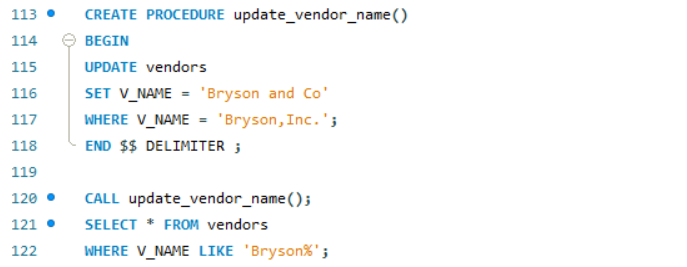 113 CREATE PROCEDURE update_vendor_name()
114 BEGIN
115 UPDATE vendors
116 SET V_NAME = 'Bryson and Co'
117 WHERE V_NAME = 'Bryson,Inc.';
118 END $$ DELIMITER ;
119
120 CALL update_vendor_name();
121 SELECT * FROM vendors
122 WHERE V_NAME LIKE 'Bryson%';